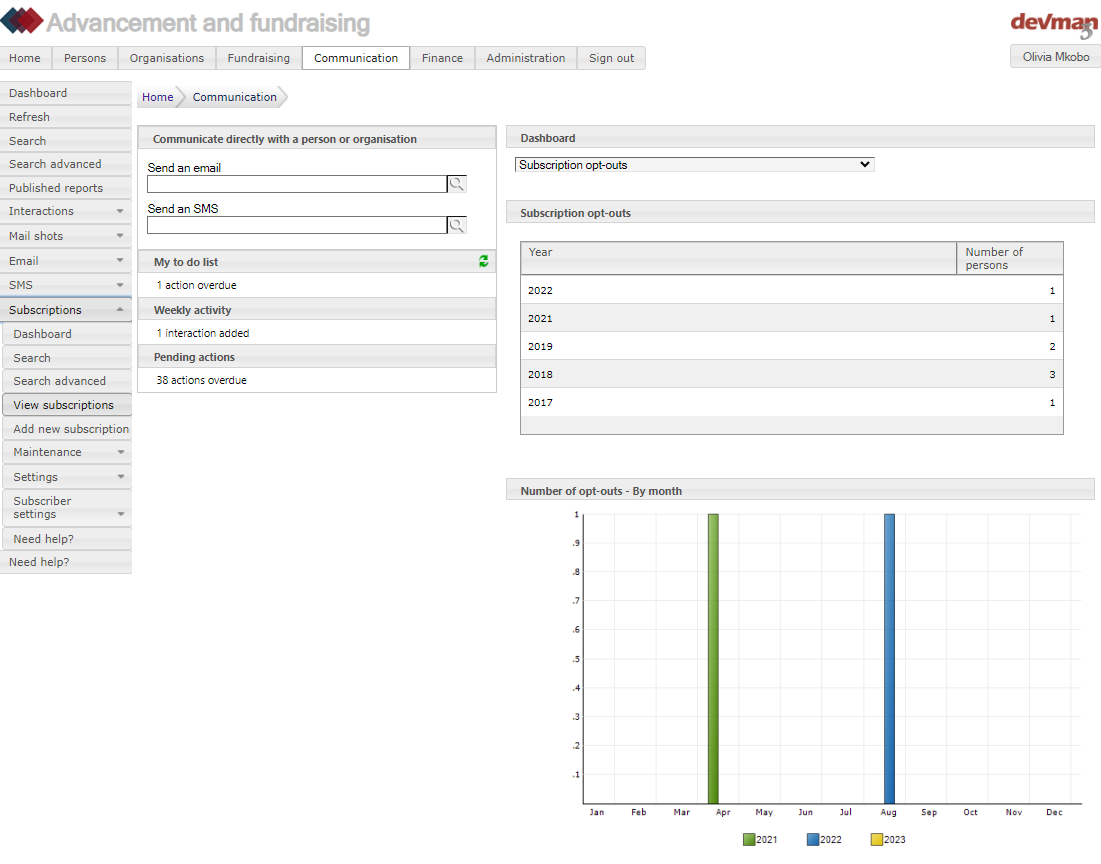 Advancement and fundraising
devman
3
Home
Persons
Organisations
Fundraising
Communication
Finance
Administration
Sign out
Olivia Mkobo
Dashboard
Refresh
Search
Search advanced
Published reports
Interactions
Mail shots
Email
SMS
Subscriptions
Dashboard
Search
Search advanced
View subscriptions
Add new subscription
Maintenance
Settings
Subscriber
settings
Need help?
Need help?
Home
Communication
Communicate directly with a person or organisation
Send an email
Send an SMS
My to do list
1 action overdue
Weekly activity
1 interaction added
Pending actions
38 actions overdue
Dashboard
Subscription opt-outs
Subscription opt-outs
Year
Number of
persons
2022 1
2021 1
2019 2
2018 3
2017 1
Number of opt-outs - By month
1
.9
.8
.7
.6
.5
.4
.3
.2
.1
Jan Feb Mar Apr May Jun Jul Aug Sep Oct Nov Dec
2021 2022 2023